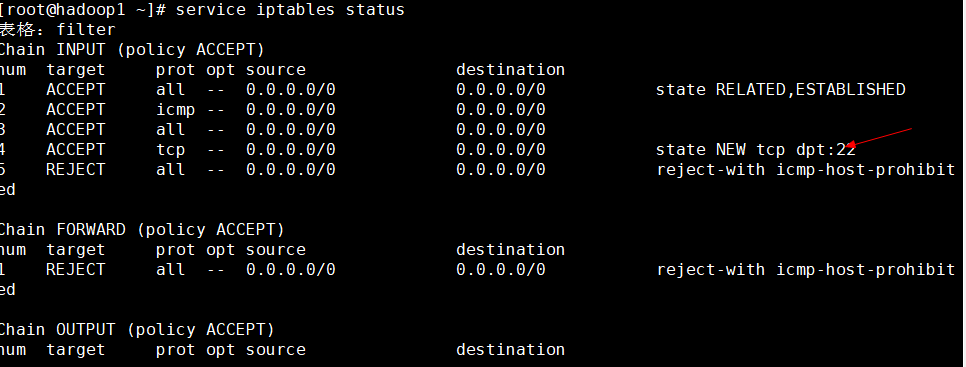 [root@hadoop1 ~]# service iptables status
表格：filter
Chain INPUT (policy ACCEPT)
num  target     prot opt source               destination
1    ACCEPT     all  --  0.0.0.0/0            0.0.0.0/0           state RELATED,ESTABLISHED
2    ACCEPT     icmp --  0.0.0.0/0            0.0.0.0/0
3    ACCEPT     all  --  0.0.0.0/0            0.0.0.0/0
4    ACCEPT     tcp  --  0.0.0.0/0            0.0.0.0/0           state NEW tcp dpt:22
5    REJECT     all  --  0.0.0.0/0            0.0.0.0/0           reject-with icmp-host-prohibit
ed
Chain FORWARD (policy ACCEPT)
num  target     prot opt source               destination
1    REJECT     all  --  0.0.0.0/0            0.0.0.0/0           reject-with icmp-host-prohibit
ed
Chain OUTPUT (policy ACCEPT)
num  target     prot opt source               destination